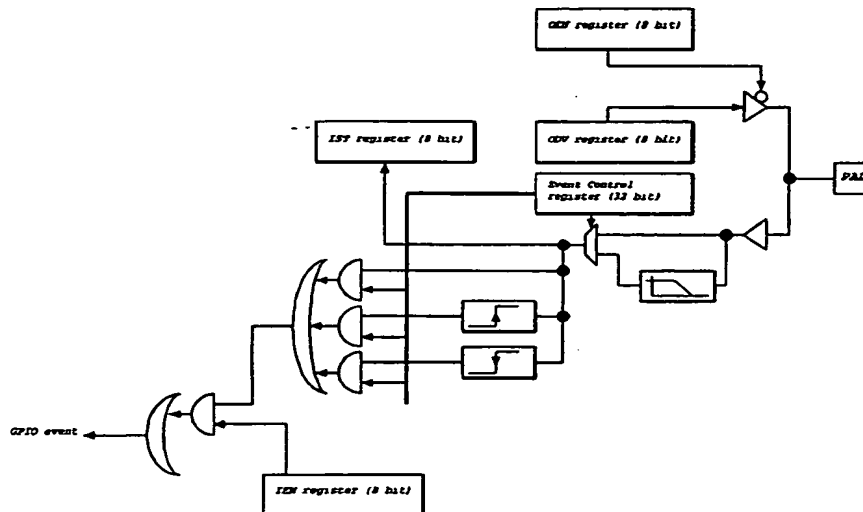 OEN register (8 bit)
IST register (8 bit)
ODV register (8 bit)
Event Control
register (32 bit)
PAD
GPIO event
IEN register (8 bit)